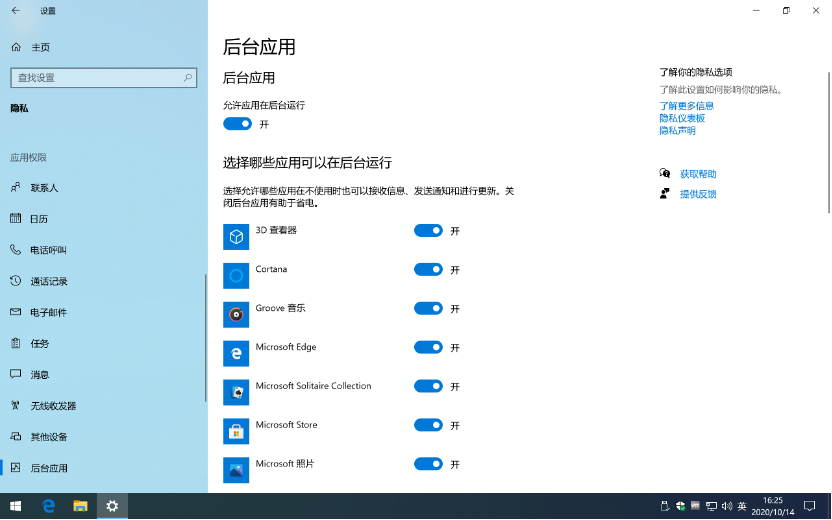 设置
主页
查找设置
隐私
应用权限
联系人
日历
电话呼叫
通话记录
电子邮件
任务
消息
无线收发器
其他设备
后台应用
后台应用
后台应用
允许应用在后台运行
开
选择哪些应用可以在后台运行
选择允许哪些应用在不使用时也可以接收信息、发送通知和进行更新。关
闭后台应用有助于省电。
3D 查看器 开
Cortana 开
Groove 音乐 开
Microsoft Edge 开
Microsoft Solitaire Collection 开
Microsoft Store 开
Microsoft 照片 开
了解你的隐私选项
了解此设置如何影响你的隐私。
了解更多信息
隐私仪表板
隐私声明
获取帮助
提供反馈
英
16:25
2020/10/14